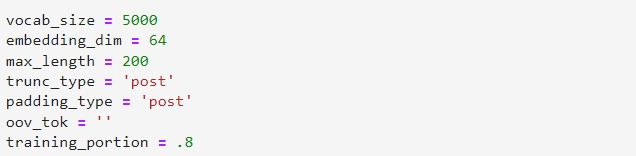 vocab_size = 5000
embedding_dim = 64
max_length = 200
trunc_type = 'post'
padding_type = 'post'
oov_tok = ''
training_portion = .8